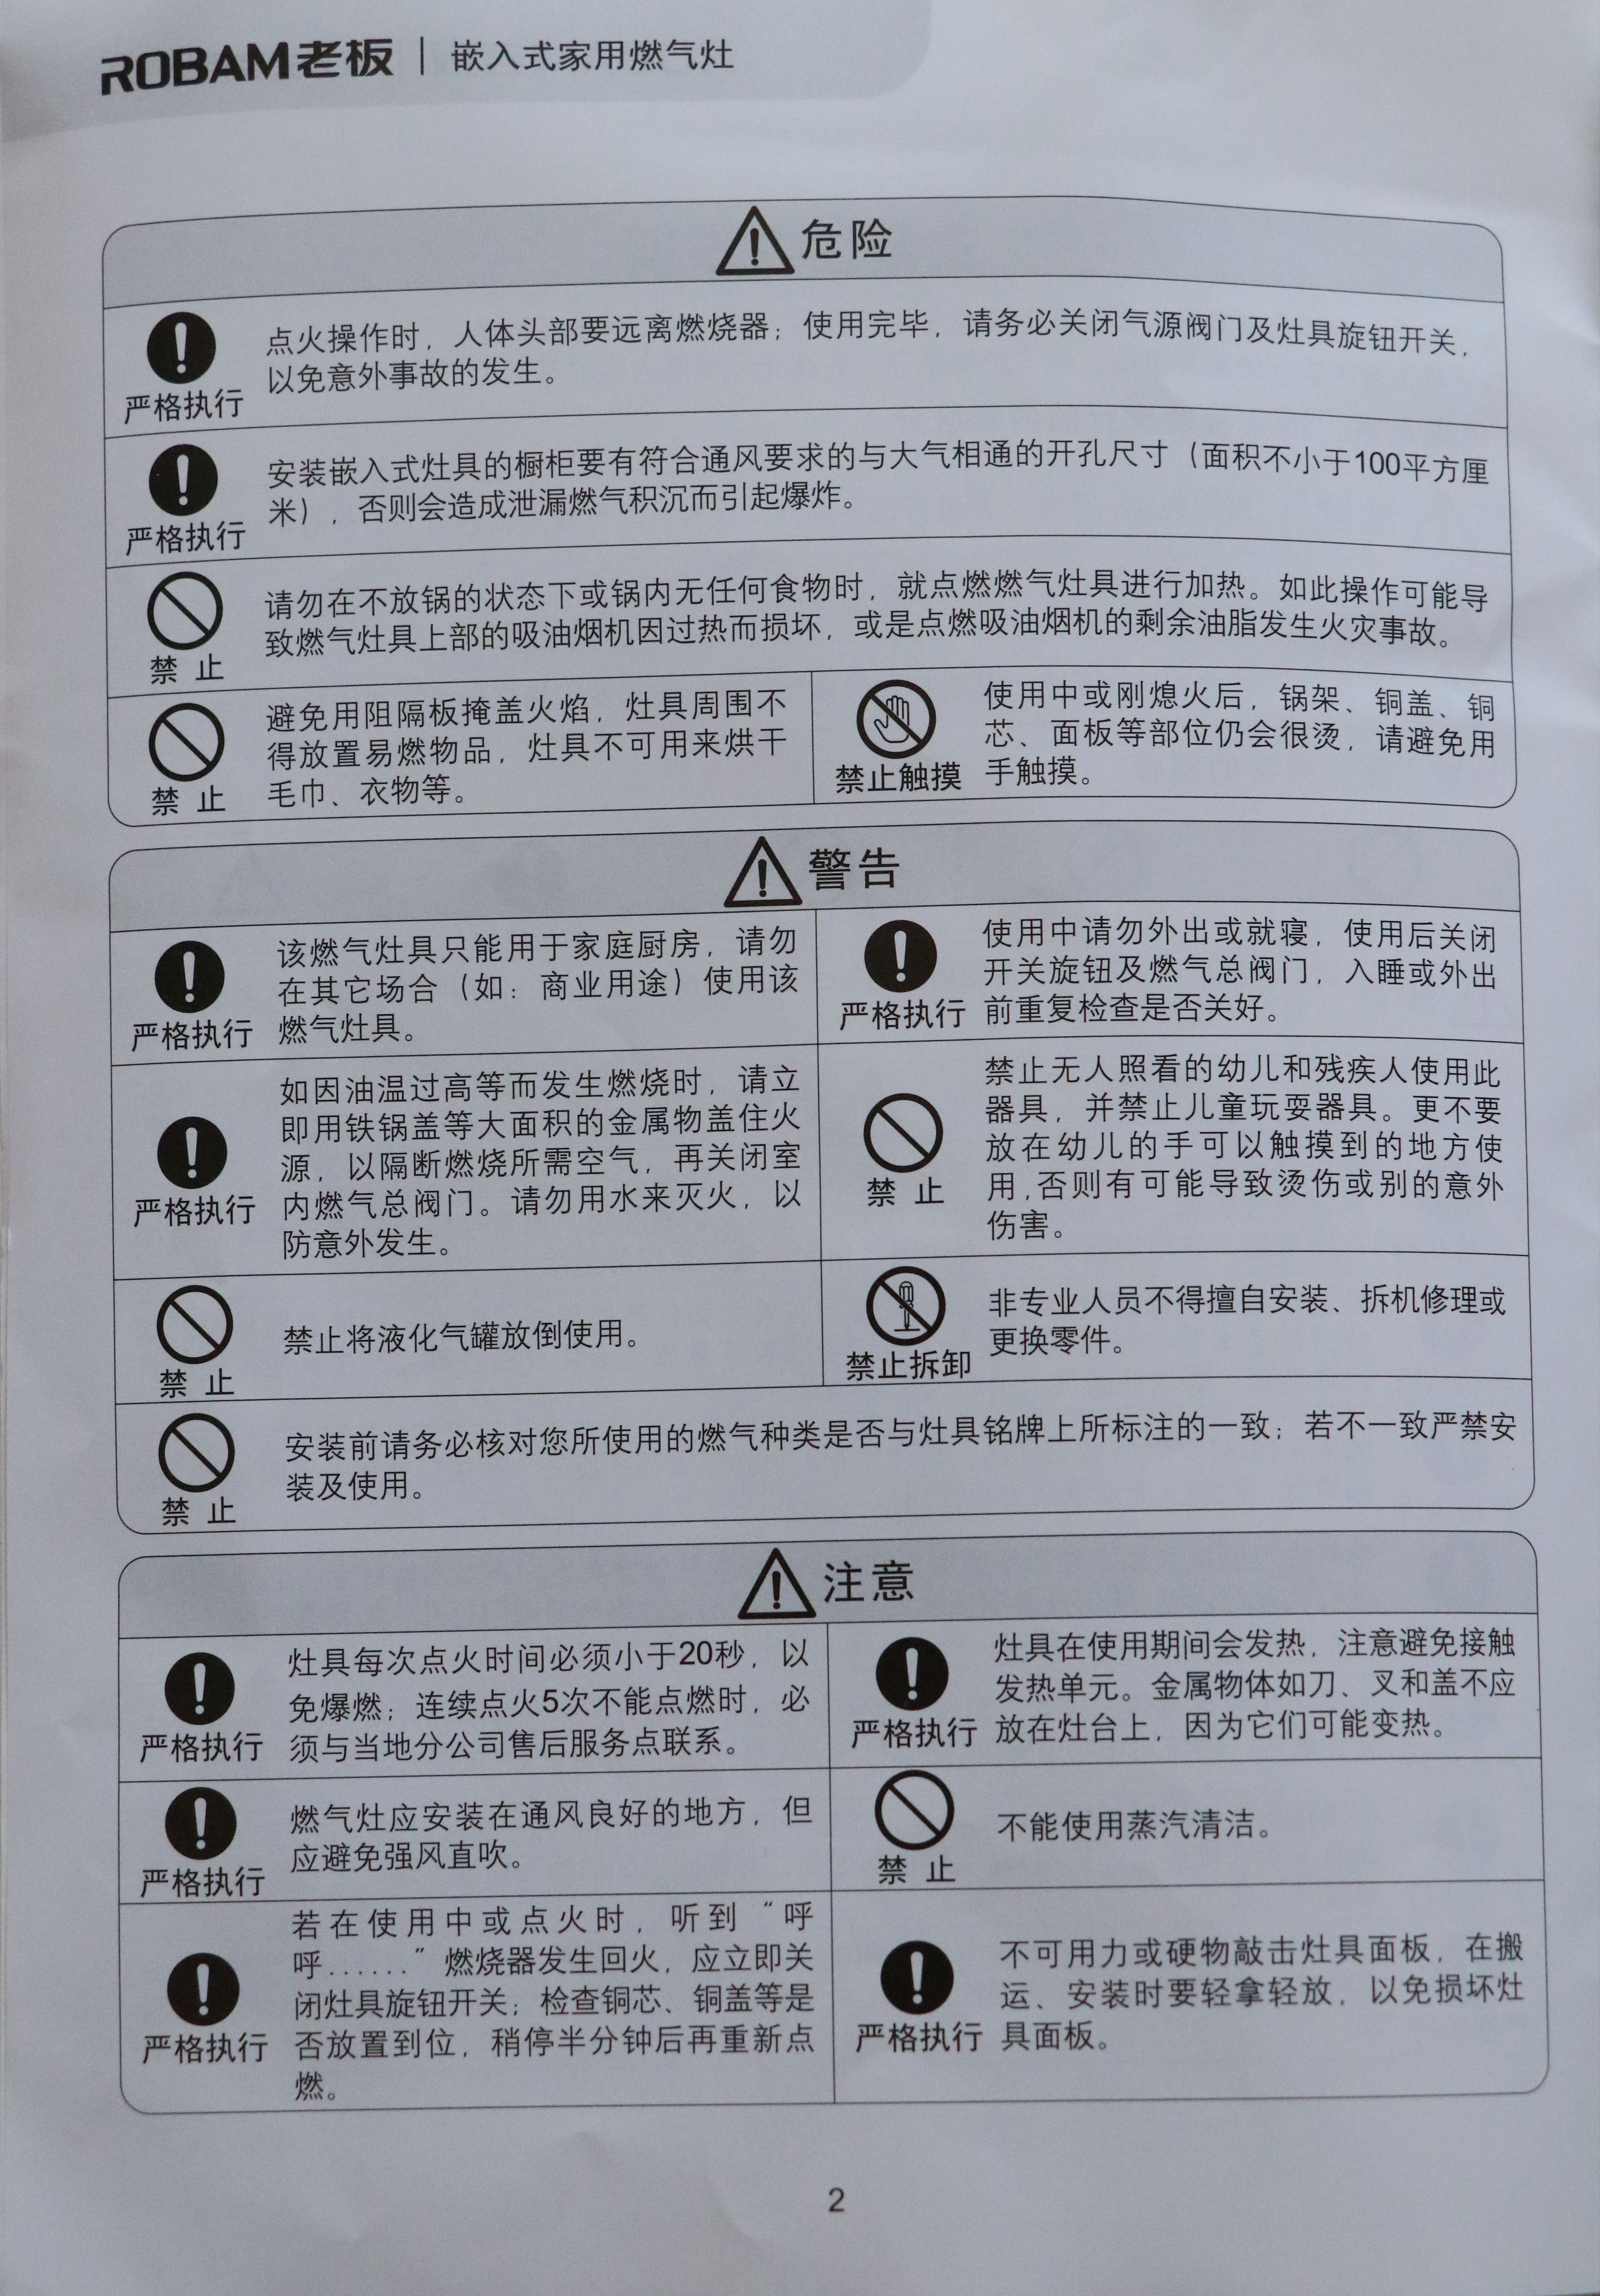 ROBAM老板 | 嵌入式家用燃气灶
危险
严格执行
点火操作时，人体头部要远离燃烧器；使用完毕，请务必关闭气源阀门及灶具旋钮开关，
以免意外事故的发生。
严格执行
安装嵌入式灶具的橱柜要有符合通风要求的与大气相通的开孔尺寸（面积不小于100平方厘
米），否则会造成泄漏燃气积沉而引起爆炸。
禁 止
请勿在不放锅的状态下或锅内无任何食物时，就点燃燃气灶具进行加热。如此操作可能导
致燃气灶具上部的吸油烟机因过热而损坏，或是点燃吸油烟机的剩余油脂发生火灾事故。
禁 止
避免用阻隔板掩盖火焰，灶具周围不
得放置易燃物品，灶具不可用来烘干
毛巾、衣物等。
禁止触摸
使用中或刚熄火后，锅架、铜盖、铜
芯、面板等部位仍会很烫，请避免用
手触摸。
警告
严格执行
该燃气灶具只能用于家庭厨房，请勿
在其它场合（如：商业用途）使用该
燃气灶具。
严格执行
使用中请勿外出或就寝，使用后关闭
开关旋钮及燃气总阀门，入睡或外出
前重复检查是否关好。
严格执行
如因油温过高等而发生燃烧时，请立
即用铁锅盖等大面积的金属物盖住火
源，以隔断燃烧所需空气，再关闭室
内燃气总阀门。请勿用水来灭火，以
防意外发生。
禁 止
禁止无人照看的幼儿和残疾人使用此
器具，并禁止儿童玩耍器具。更不要
放在幼儿的手可以触摸到的地方使
用，否则有可能导致烫伤或别的意外
伤害。
禁 止
禁止将液化气罐放倒使用。
禁止拆卸
非专业人员不得擅自安装、拆机修理或
更换零件。
禁 止
安装前请务必核对您所使用的燃气种类是否与灶具铭牌上所标注的一致；若不一致严禁安
装及使用。
注意
严格执行
灶具每次点火时间必须小于20秒，以
免爆燃；连续点火5次不能点燃时，必
须与当地分公司售后服务点联系。
严格执行
灶具在使用期间会发热，注意避免接触
发热单元。金属物体如刀、叉和盖不应
放在灶台上，因为它们可能变热。
严格执行
燃气灶应安装在通风良好的地方，但
应避免强风直吹。
禁 止
不能使用蒸汽清洁。
严格执行
若在使用中或点火时，听到“呼
呼......”燃烧器发生回火，应立即关
闭灶具旋钮开关；检查铜芯、铜盖等是
否放置到位，稍停半分钟后再重新点
燃。
严格执行
不可用力或硬物敲击灶具面板，在搬
运、安装时要轻拿轻放，以免损坏灶
具面板。
2